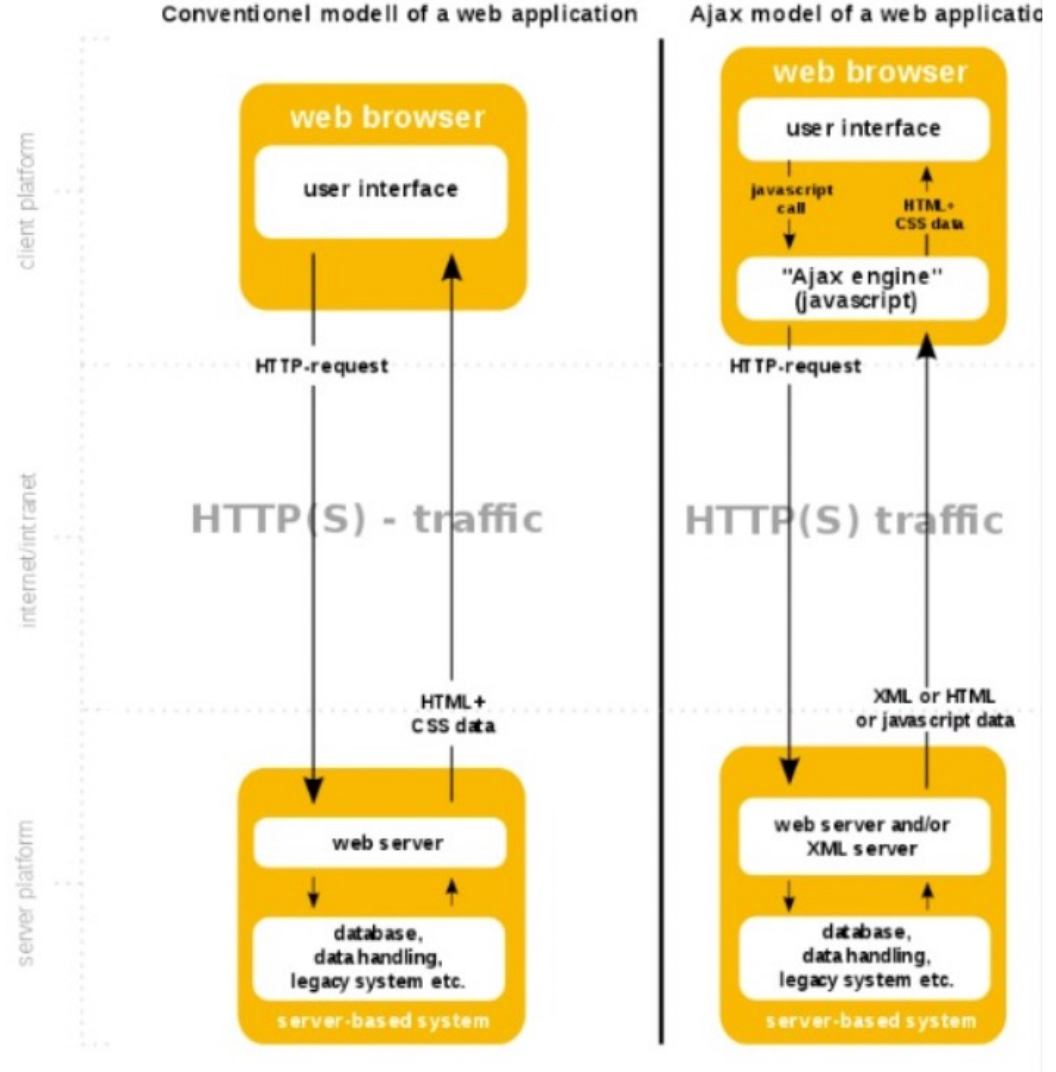 Conventionel modell of a web application
web browser
user interface
HTTP-request
HTTP(S) - traffic
HTML+
CSS data
web server
database,
data handling,
legacy system etc.
server-based system
Ajax model of a web applicatio
web browser
user interface
javascript
call
HTML+
CSS data
"Ajax engine"
(javascript)
HTTP-request
HTTP(S) traffic
XML or HTML
or javascript data
web server and/or
XML server
database,
data handling,
legacy system etc.
server-based system
client platform
internet/intranet
server platform